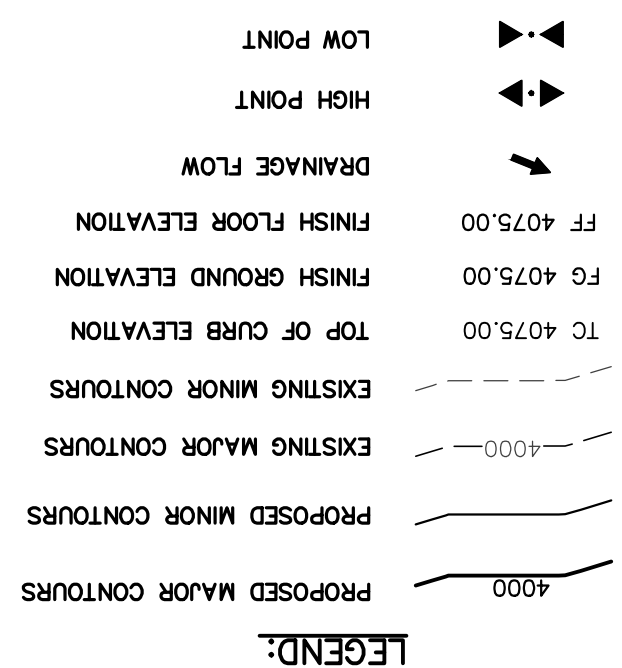 LEGEND:
4000 PROPOSED MAJOR CONTOURS
PROPOSED MINOR CONTOURS
4000 EXISTING MAJOR CONTOURS
EXISTING MINOR CONTOURS
TC 4075.00 TOP OF CURB ELEVATION
FG 4075.00 FINISH GROUND ELEVATION
FF 4075.00 FINISH FLOOR ELEVATION
DRAINAGE FLOW
HIGH POINT
LOW POINT